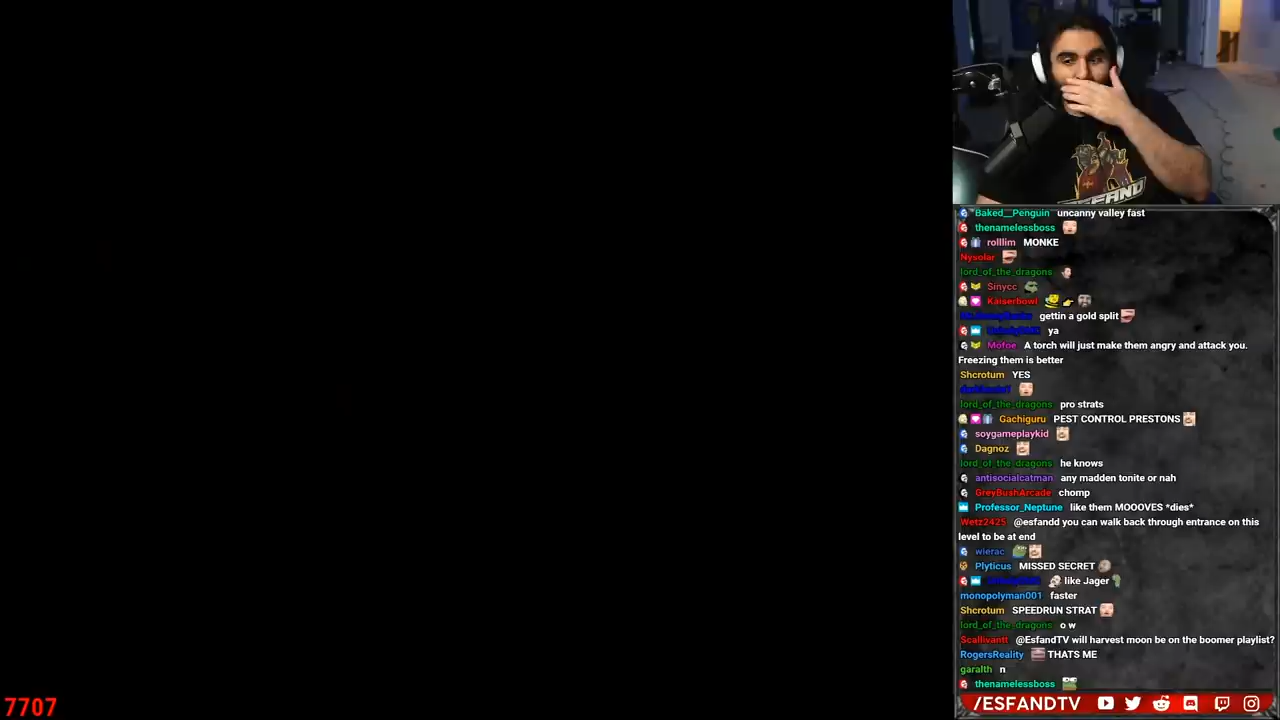 Baked__Penguin uncanny valley fast
thenamelessboss
rolllim MONKE
Nysolar
lord_of_the_dragons
Sinycc
Kaiserbowl
gettin a gold split
ya
Mofoe A torch will just make them angry and attack you.
Freezing them is better
Shcrotum YES
lord_of_the_dragons pro strats
Gachiguru PEST CONTROL PRESTONS
soygameplaykid
Dagnoz
lord_of_the_dragons he knows
antisocialcatman any madden tonite or nah
GreyBushArcade chomp
Professor_Neptune like them MOOOVES *dies*
Wetz2425 @esfandd you can walk back through entrance on this
level to be at end
wierac
Plyticus MISSED SECRET
like Jager
monopolyman001 faster
Shcrotum SPEEDRUN STRAT
lord_of_the_dragons o w
Scallivantt @EsfandTV will harvest moon be on the boomer playlist?
RogersReality THATS ME
garalth n
thenamelessboss
/ESFANDTV
7707